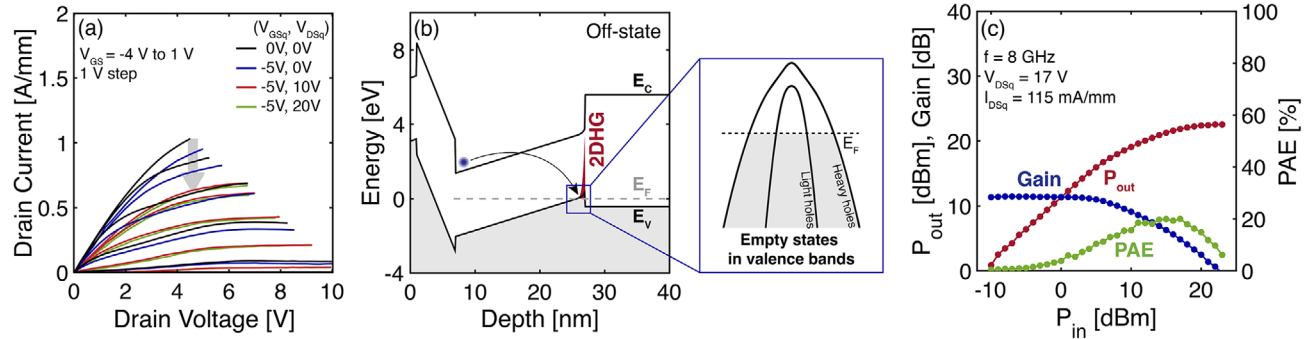 (a)
(V_GSq, V_DSq)
V_GS = -4 V to 1 V
1 V step
0V, 0V
-5V, 0V
-5V, 10V
-5V, 20V
2
1.5
1
0.5
0
0 2 4 6 8 10
Drain Current [A/mm]
Drain Voltage [V]
(b)
Off-state
8
4
0
-4
0 10 20 30 40
Energy [eV]
Depth [nm]
E_C
2DHG
E_F
E_V
E_F
Light holes
Heavy holes
Empty states
in valence bands
(c)
f = 8 GHz
V_DSq = 17 V
I_DSq = 115 mA/mm
Gain
P_out
PAE
40
30
20
10
0
-10 0 10 20
100
80
60
40
20
0
P_out [dBm], Gain [dB]
PAE [%]
P_in [dBm]